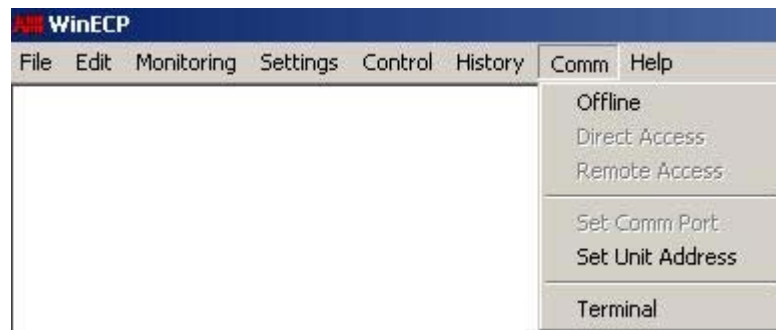 ABB WinECP
File Edit Monitoring Settings Control History Comm Help
Offline
Direct Access
Remote Access
Set Comm Port
Set Unit Address
Terminal